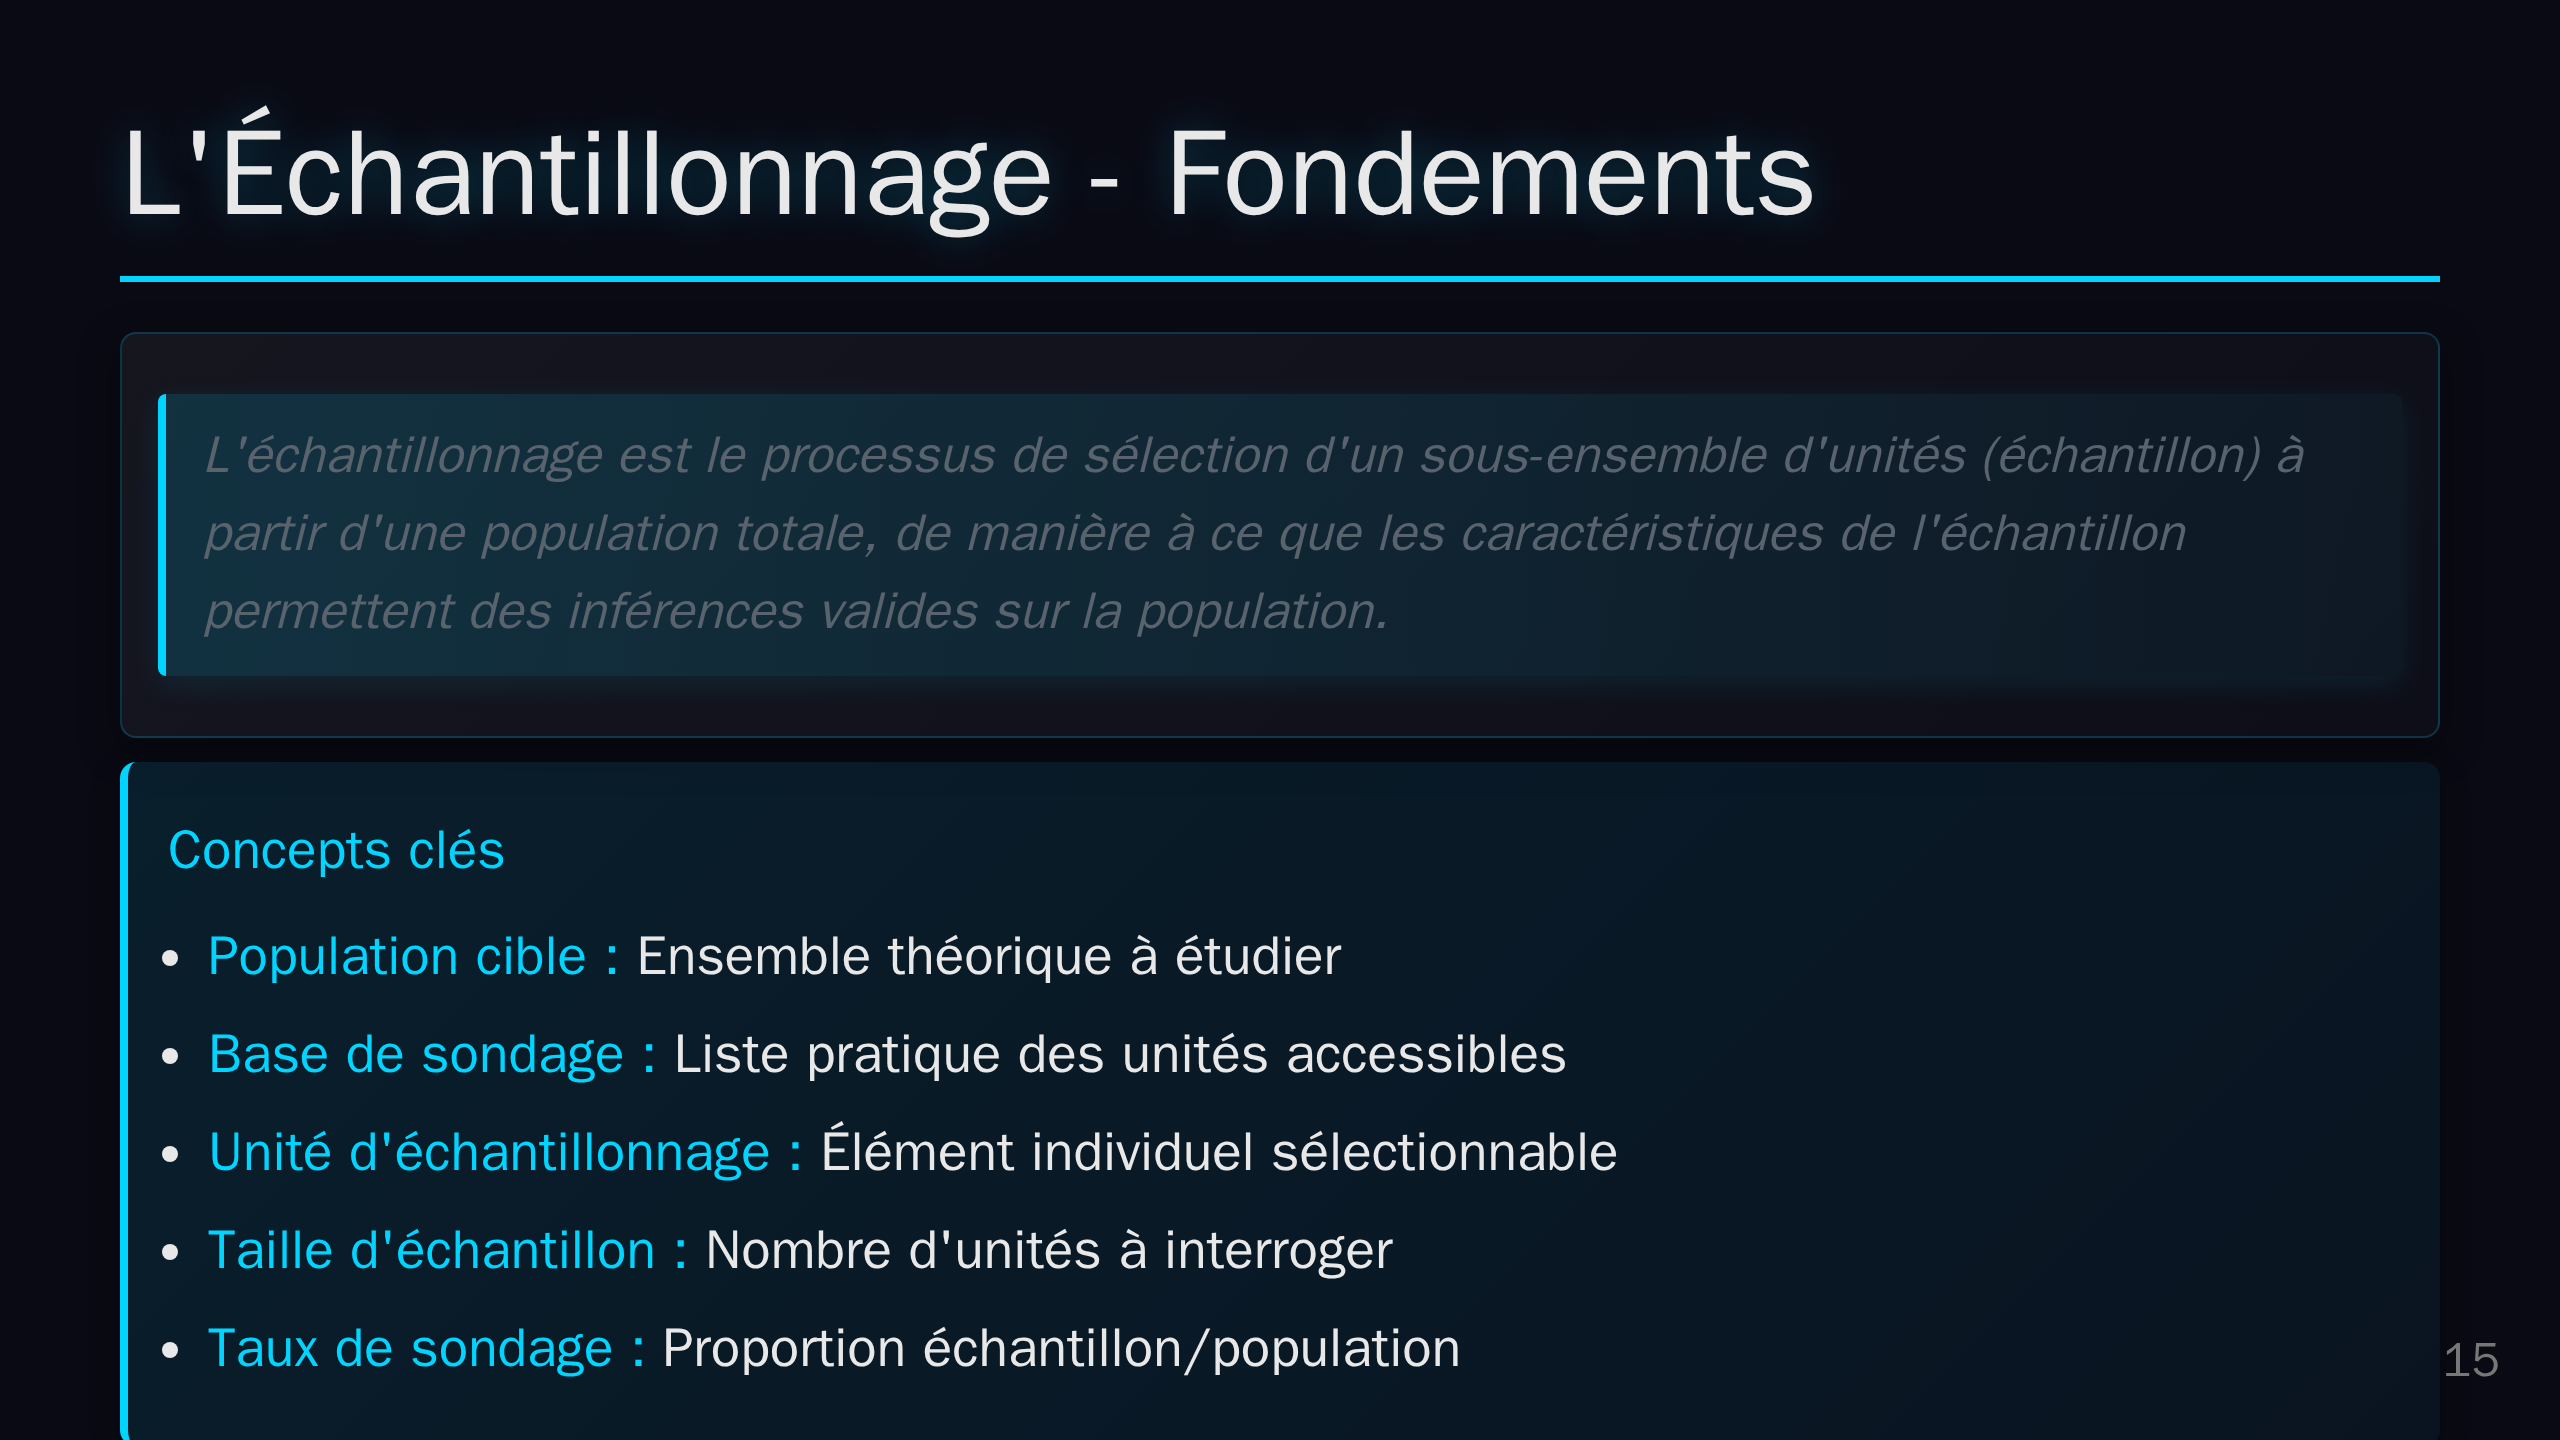 L'Échantillonnage - Fondements
L'échantillonnage est le processus de sélection d'un sous-ensemble d'unités (échantillon) à
partir d'une population totale, de manière à ce que les caractéristiques de l'échantillon
permettent des inférences valides sur la population.
Concepts clés
• Population cible : Ensemble théorique à étudier
• Base de sondage : Liste pratique des unités accessibles
• Unité d'échantillonnage : Élément individuel sélectionnable
• Taille d'échantillon : Nombre d'unités à interroger
• Taux de sondage : Proportion échantillon/population
15